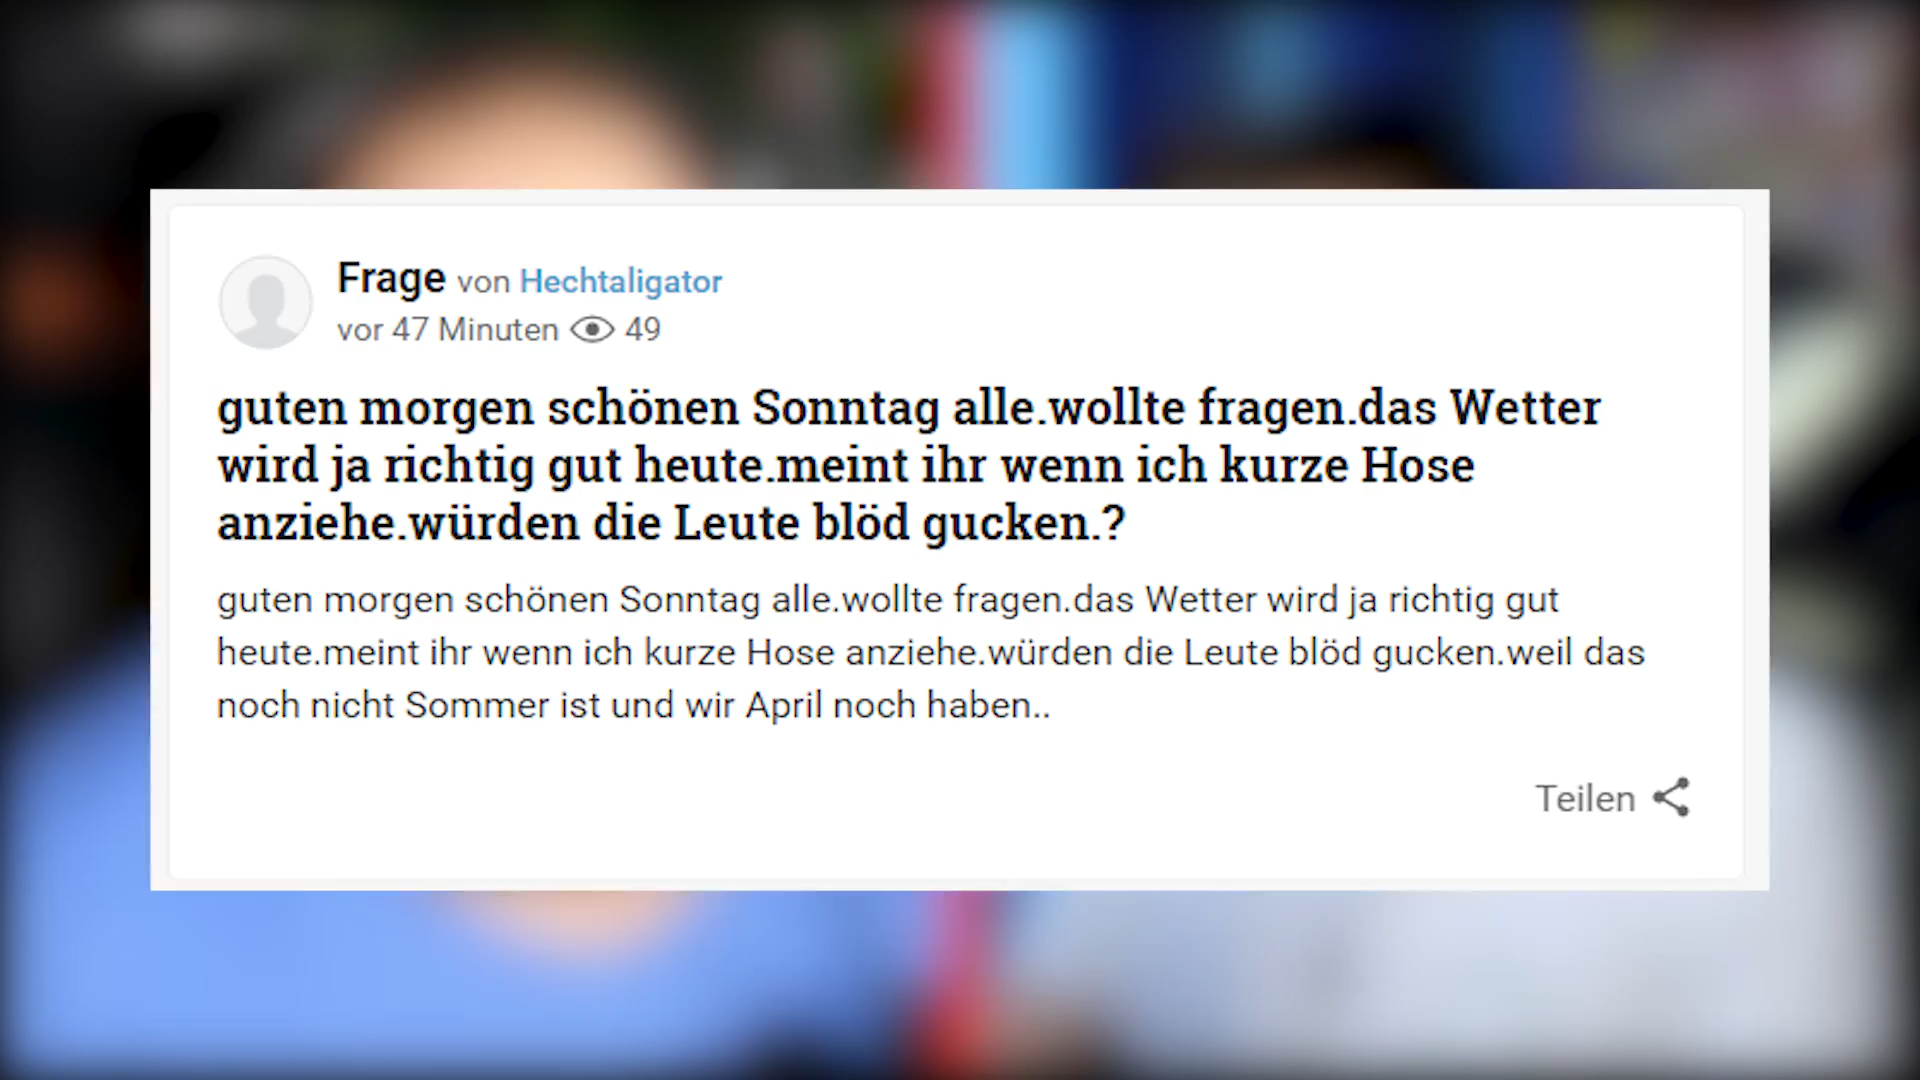 Frage von Hechtaligator
vor 47 Minuten 49
guten morgen schönen Sonntag alle.wollte fragen.das Wetter
wird ja richtig gut heute.meint ihr wenn ich kurze Hose
anziehe.würden die Leute blöd gucken.?
guten morgen schönen Sonntag alle.wollte fragen.das Wetter wird ja richtig gut
heute.meint ihr wenn ich kurze Hose anziehe.würden die Leute blöd gucken.weil das
noch nicht Sommer ist und wir April noch haben..
Teilen